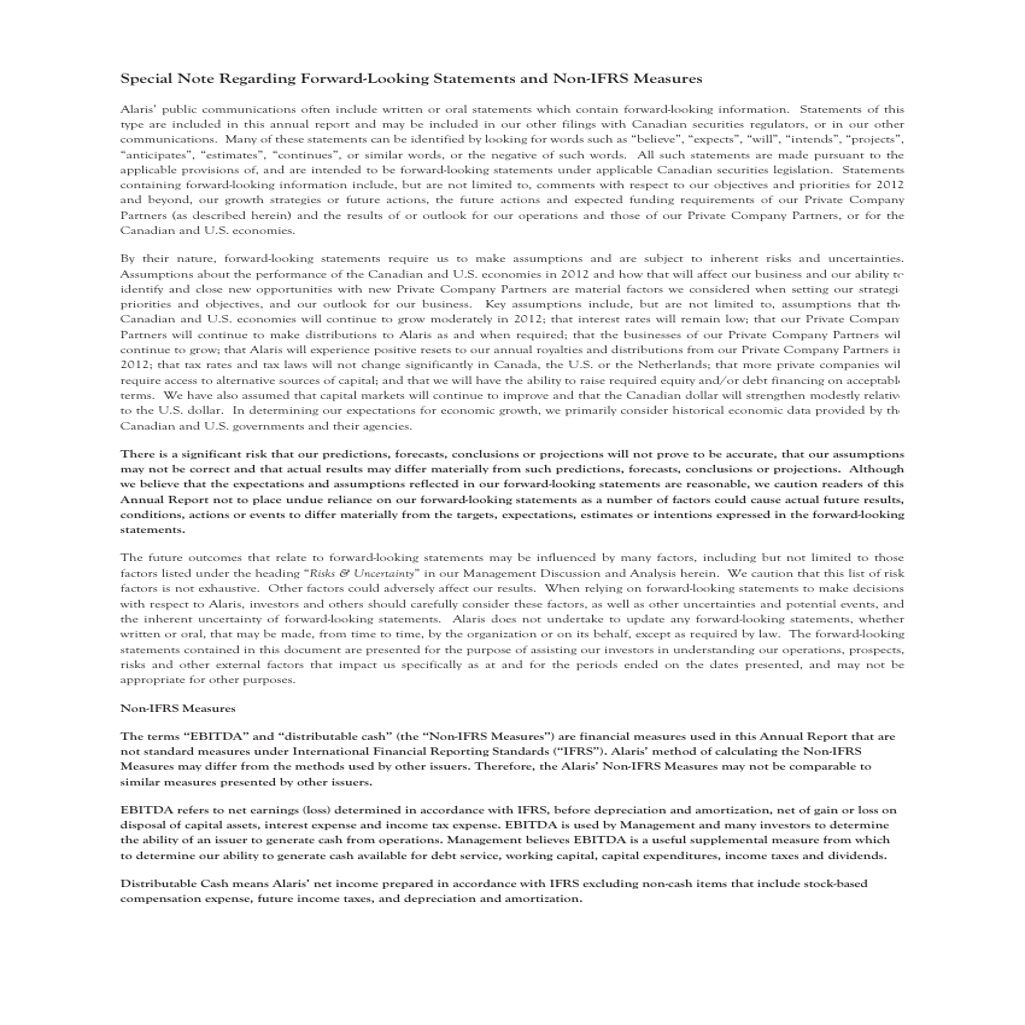 Special Note Regarding Forward-Looking Statements and Non-IFRS Measures
Alaris’ public communications often include written or oral statements which contain forward-looking information. Statements of this
type are included in this annual report and may be included in our other filings with Canadian securities regulators, or in our other
communications. Many of these statements can be identified by looking for words such as “believe”, “expects”, “will”, “intends”, “projects”,
“anticipates”, “estimates”, “continues”, or similar words, or the negative of such words. All such statements are made pursuant to the
applicable provisions of, and are intended to be forward-looking statements under applicable Canadian securities legislation. Statements
containing forward-looking information include, but are not limited to, comments with respect to our objectives and priorities for 2012
and beyond, our growth strategies or future actions, the future actions and expected funding requirements of our Private Company
Partners (as described herein) and the results of or outlook for our operations and those of our Private Company Partners, or for the
Canadian and U.S. economies.
By their nature, forward-looking statements require us to make assumptions and are subject to inherent risks and uncertainties.
Assumptions about the performance of the Canadian and U.S. economies in 2012 and how that will affect our business and our ability to
identify and close new opportunities with new Private Company Partners are material factors we considered when setting our strategi
priorities and objectives, and our outlook for our business. Key assumptions include, but are not limited to, assumptions that the
Canadian and U.S. economies will continue to grow moderately in 2012; that interest rates will remain low; that our Private Company
Partners will continue to make distributions to Alaris as and when required; that the businesses of our Private Company Partners wil
continue to grow; that Alaris will experience positive resets to our annual royalties and distributions from our Private Company Partners in
2012; that tax rates and tax laws will not change significantly in Canada, the U.S. or the Netherlands; that more private companies wil
require access to alternative sources of capital; and that we will have the ability to raise required equity and/or debt financing on acceptable
terms. We have also assumed that capital markets will continue to improve and that the Canadian dollar will strengthen modestly relative
to the U.S. dollar. In determining our expectations for economic growth, we primarily consider historical economic data provided by the
Canadian and U.S. governments and their agencies.
There is a significant risk that our predictions, forecasts, conclusions or projections will not prove to be accurate, that our assumptions
may not be correct and that actual results may differ materially from such predictions, forecasts, conclusions or projections. Although
we believe that the expectations and assumptions reflected in our forward-looking statements are reasonable, we caution readers of this
Annual Report not to place undue reliance on our forward-looking statements as a number of factors could cause actual future results,
conditions, actions or events to differ materially from the targets, expectations, estimates or intentions expressed in the forward-looking
statements.
The future outcomes that relate to forward-looking statements may be influenced by many factors, including but not limited to those
factors listed under the heading “Risks & Uncertainty” in our Management Discussion and Analysis herein. We caution that this list of risk
factors is not exhaustive. Other factors could adversely affect our results. When relying on forward-looking statements to make decisions
with respect to Alaris, investors and others should carefully consider these factors, as well as other uncertainties and potential events, and
the inherent uncertainty of forward-looking statements. Alaris does not undertake to update any forward-looking statements, whether
written or oral, that may be made, from time to time, by the organization or on its behalf, except as required by law. The forward-looking
statements contained in this document are presented for the purpose of assisting our investors in understanding our operations, prospects,
risks and other external factors that impact us specifically as at and for the periods ended on the dates presented, and may not be
appropriate for other purposes.
Non-IFRS Measures
The terms “EBITDA” and “distributable cash” (the “Non-IFRS Measures”) are financial measures used in this Annual Report that are
not standard measures under International Financial Reporting Standards (“IFRS”). Alaris’ method of calculating the Non-IFRS
Measures may differ from the methods used by other issuers. Therefore, the Alaris’ Non-IFRS Measures may not be comparable to
similar measures presented by other issuers.
EBITDA refers to net earnings (loss) determined in accordance with IFRS, before depreciation and amortization, net of gain or loss on
disposal of capital assets, interest expense and income tax expense. EBITDA is used by Management and many investors to determine
the ability of an issuer to generate cash from operations. Management believes EBITDA is a useful supplemental measure from which
to determine our ability to generate cash available for debt service, working capital, capital expenditures, income taxes and dividends.
Distributable Cash means Alaris’ net income prepared in accordance with IFRS excluding non-cash items that include stock-based
compensation expense, future income taxes, and depreciation and amortization.